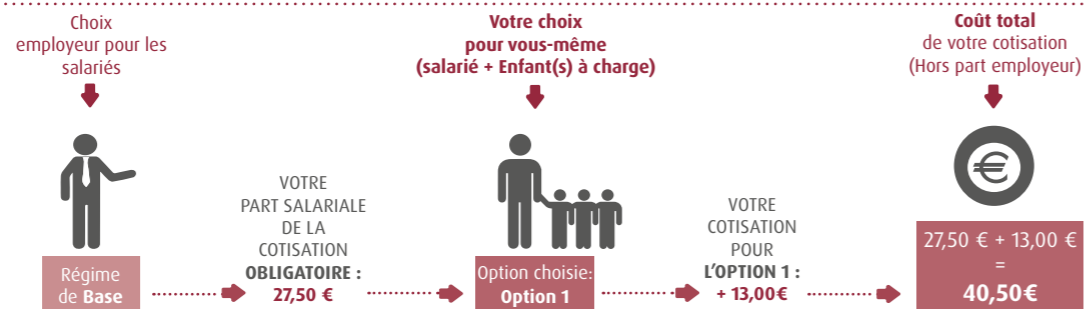 Choix
employeur pour les
salariés
Régime
de Base
VOTRE
PART SALARIALE
DE LA
COTISATION
OBLIGATOIRE :
27,50 €
Votre choix
pour vous-même
(salarié + Enfant(s) à charge)
Option choisie:
Option 1
VOTRE
COTISATION
POUR
L'OPTION 1 :
+ 13,00€
Coût total
de votre cotisation
(Hors part employeur)
€
27,50 € + 13,00 €
=
40,50€